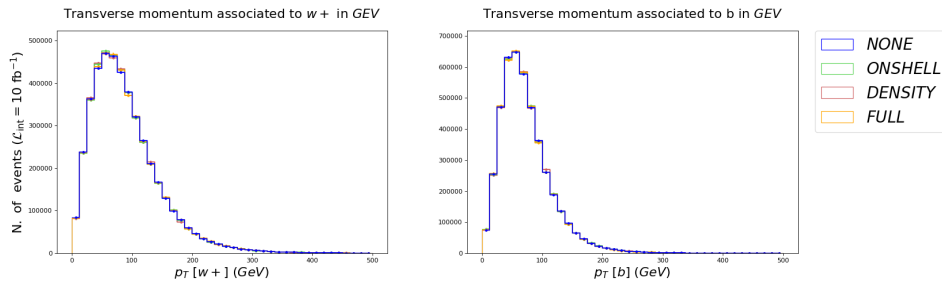 Transverse momentum associated to w+ in GEV
N. of events (ℒint = 10 fb⁻¹)
500000
400000
300000
200000
100000
0
0 100 200 300 400 500
pT [w+] (GeV)
Transverse momentum associated to b in GEV
700000
600000
500000
400000
300000
200000
100000
0
0 100 200 300 400 500
pT [b] (GeV)
NONE
ONSHELL
DENSITY
FULL